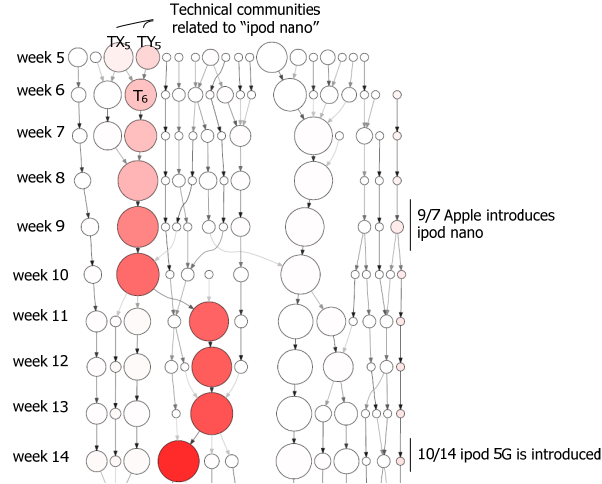 Technical communities
related to “ipod nano”
TX5 TY5
week 5
week 6
T6
week 7
week 8
week 9
9/7 Apple introduces
ipod nano
week 10
week 11
week 12
week 13
week 14
10/14 ipod 5G is introduced